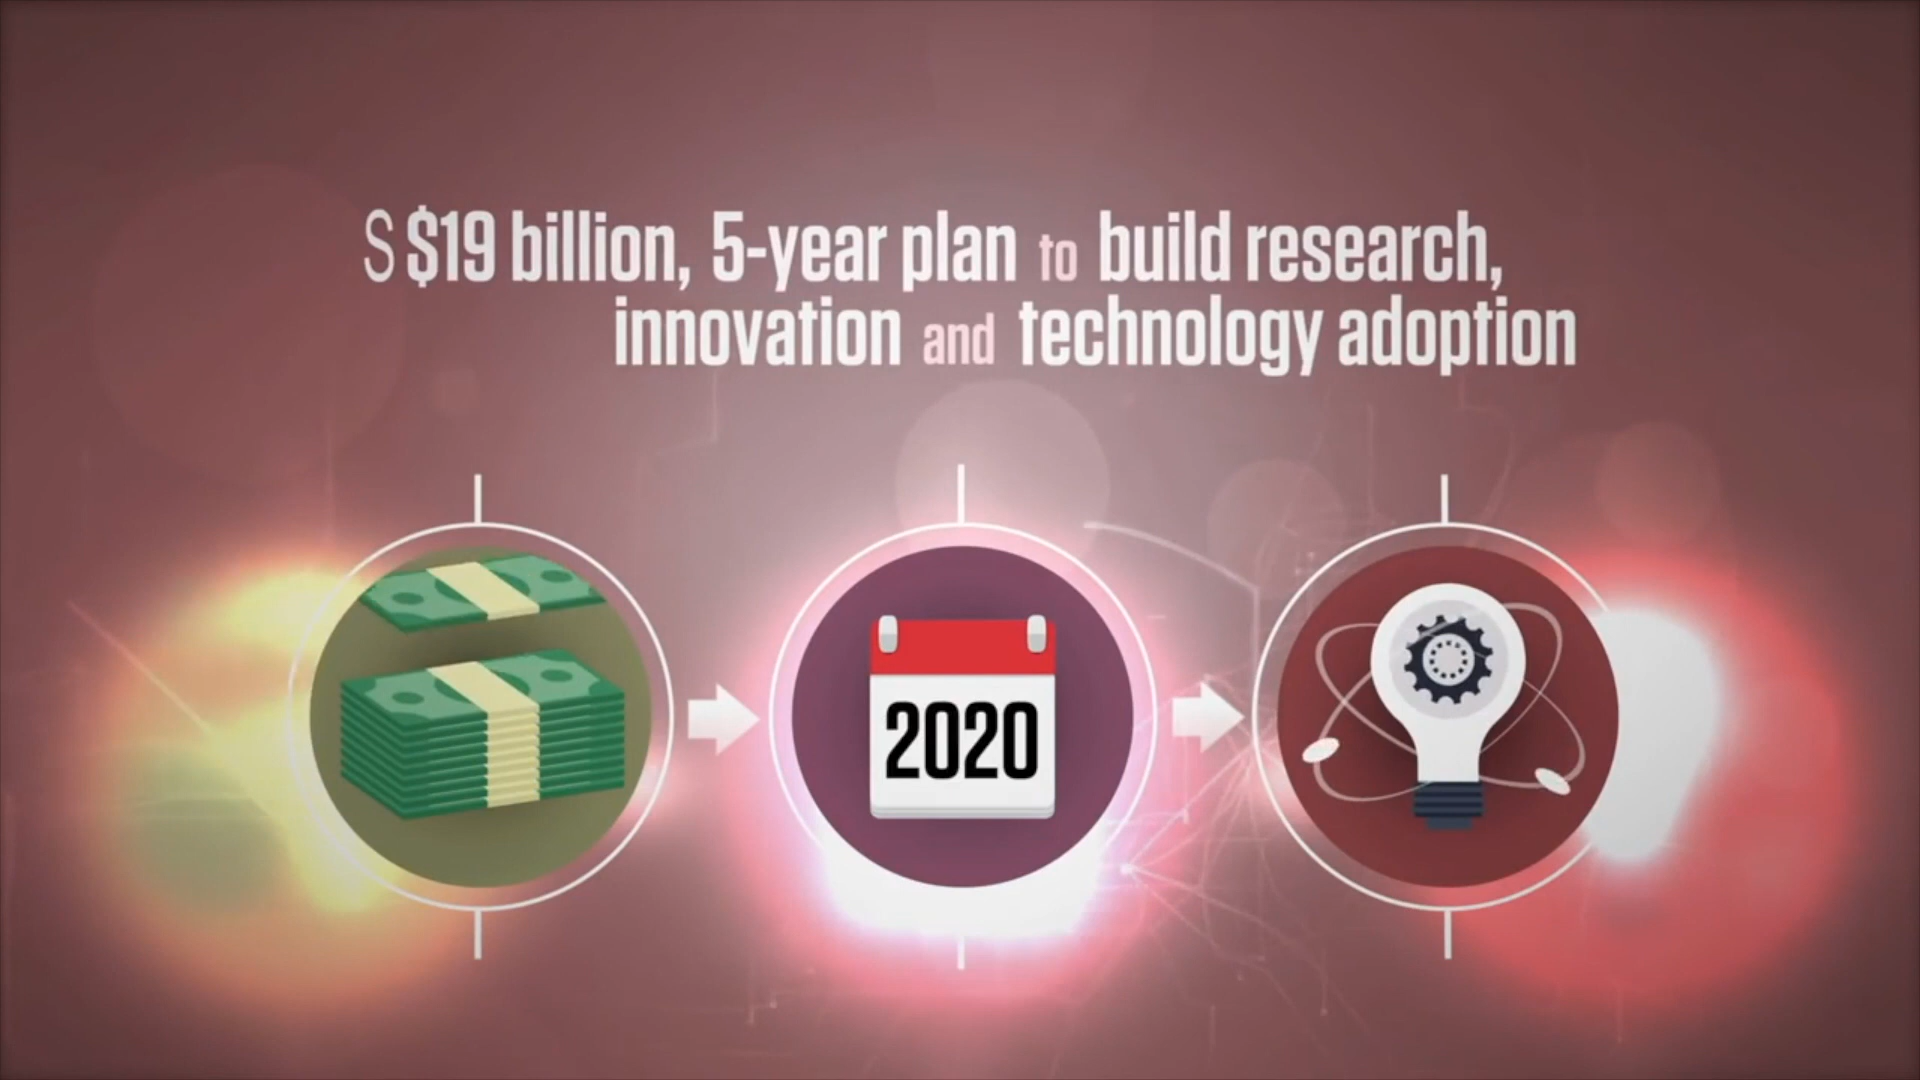 S $19 billion, 5-year plan to build research,
innovation and technology adoption
2020